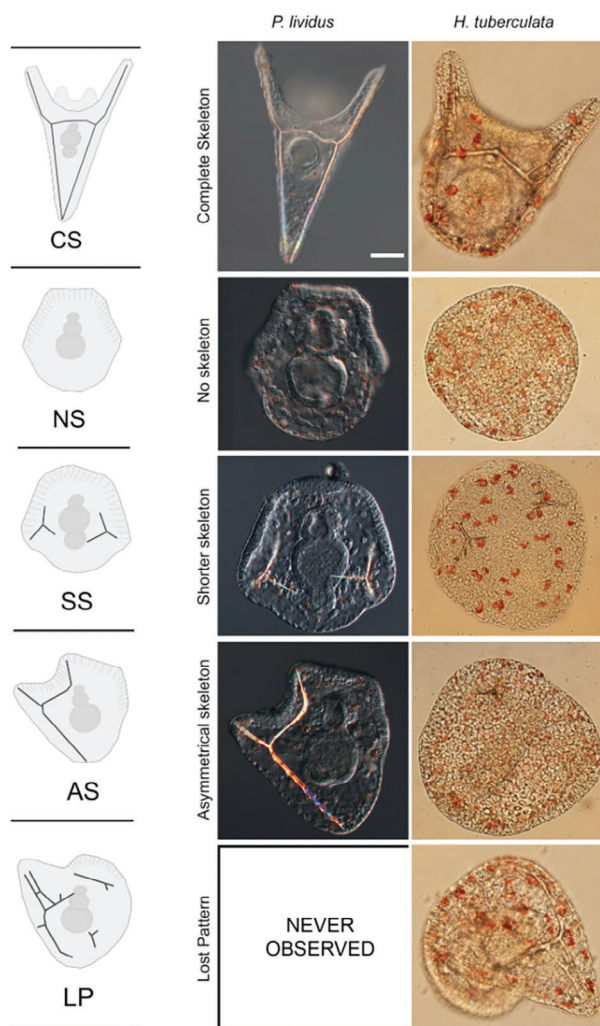 P. lividus
H. tuberculata
CS
Complete Skeleton
NS
No skeleton
SS
Shorter skeleton
AS
Asymmetrical skeleton
LP
Lost Pattern
NEVER
OBSERVED